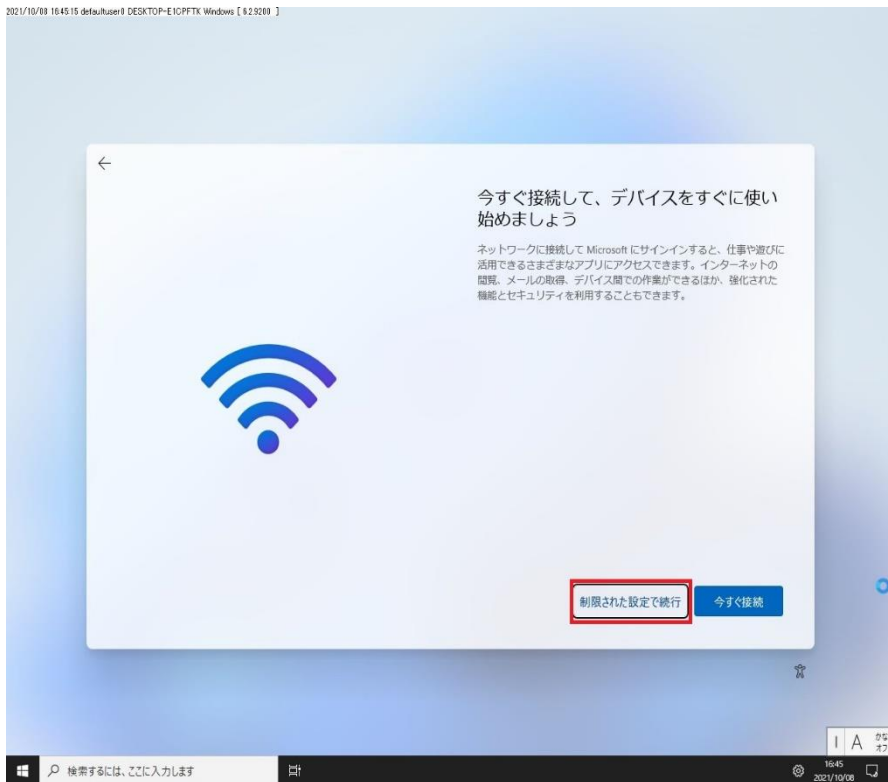 2021/10/08 16:45:15 defaultuser0 DESKTOP-E1CPFTK Windows [ 6.2.9200 ]
今すぐ接続して、デバイスをすぐに使い
始めましょう
ネットワークに接続して Microsoft にサインインすると、仕事や遊びに
活用できるさまざまなアプリにアクセスできます。インターネットの
閲覧、メールの取得、デバイス間での作業ができるほか、強化された
機能とセキュリティを利用することもできます。
制限された設定で続行
今すぐ接続
A
かな
オフ
検索するには、ここに入力します
16:45
2021/10/08